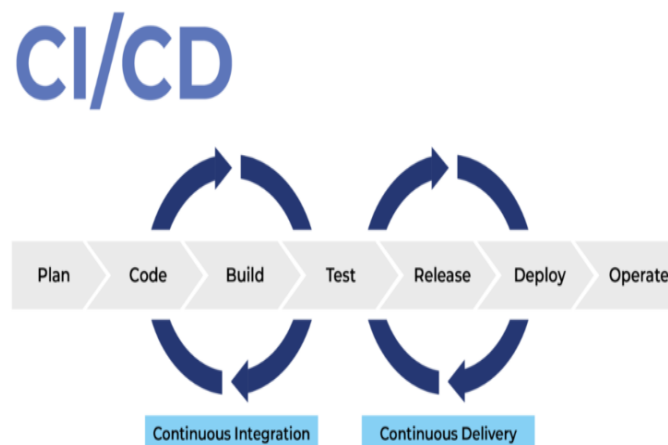 CI/CD
Plan Code Build Test Release Deploy Operate
Continuous Integration Continuous Delivery